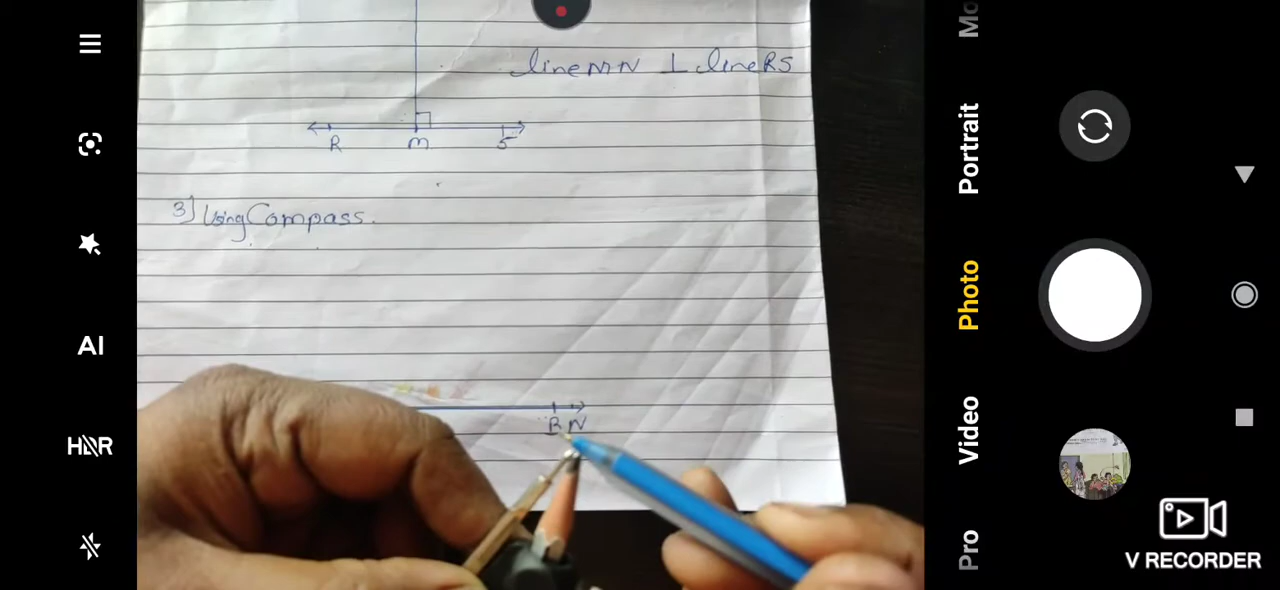 line MN ⊥ line RS
R M S
3] Using Compass.
B N
Mo
Portrait
Photo
Video
Pro
AI
HDR
V RECORDER